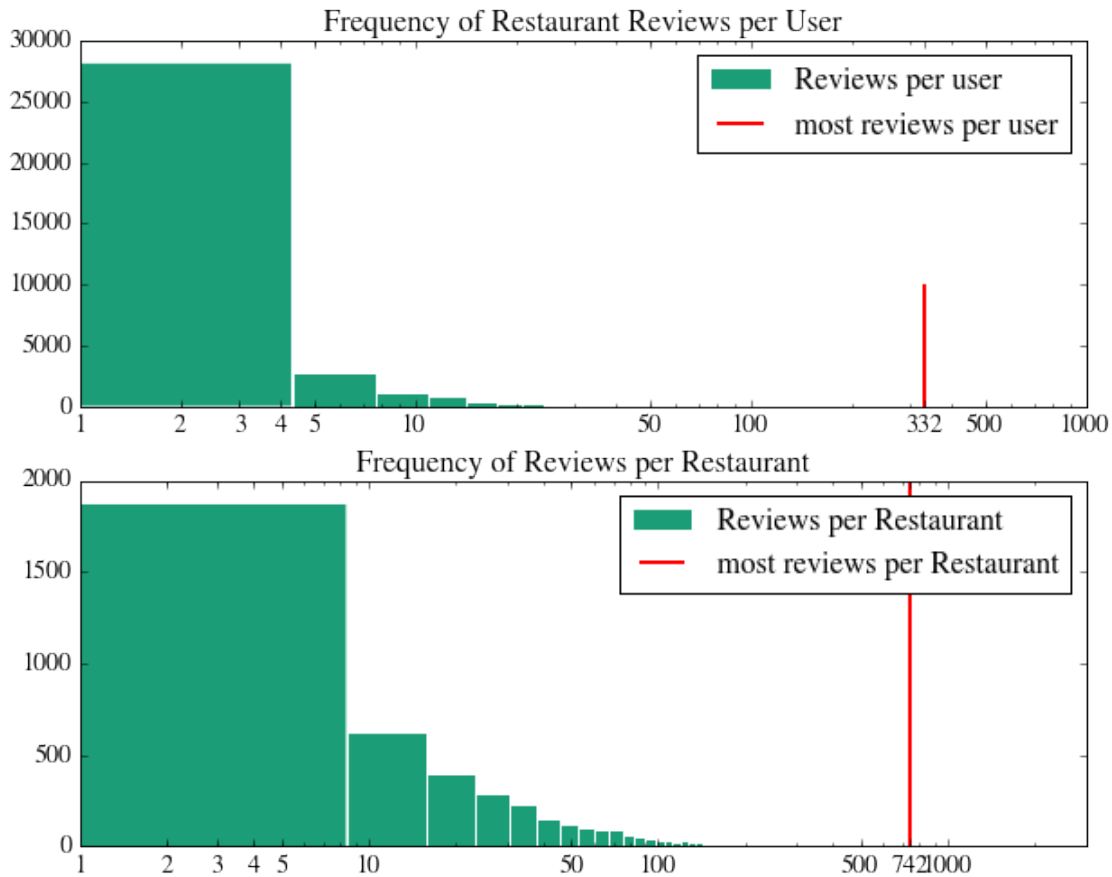 Frequency of Restaurant Reviews per User
30000
25000
20000
15000
10000
5000
0
Reviews per user
most reviews per user
1 2 3 4 5 10 50 100 332 500 1000
Frequency of Reviews per Restaurant
2000
1500
1000
500
0
Reviews per Restaurant
most reviews per Restaurant
1 2 3 4 5 10 50 100 500 742 1000